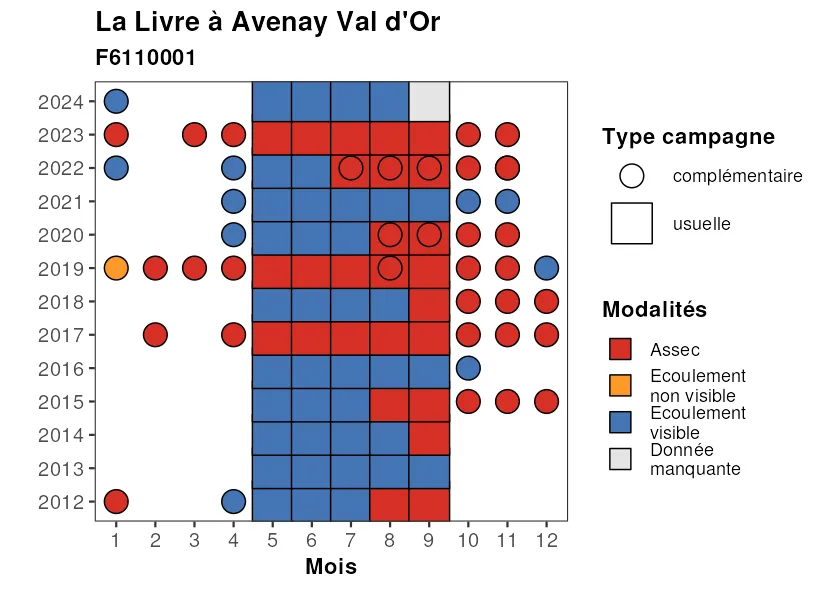 La Livre à Avenay Val d'Or
F6110001
2024
2023
2022
2021
2020
2019
2018
2017
2016
2015
2014
2013
2012
1 2 3 4 5 6 7 8 9 10 11 12
Mois
Type campagne
complémentaire
usuelle
Modalités
Assec
Ecoulement
non visible
Ecoulement
visible
Donnée
manquante